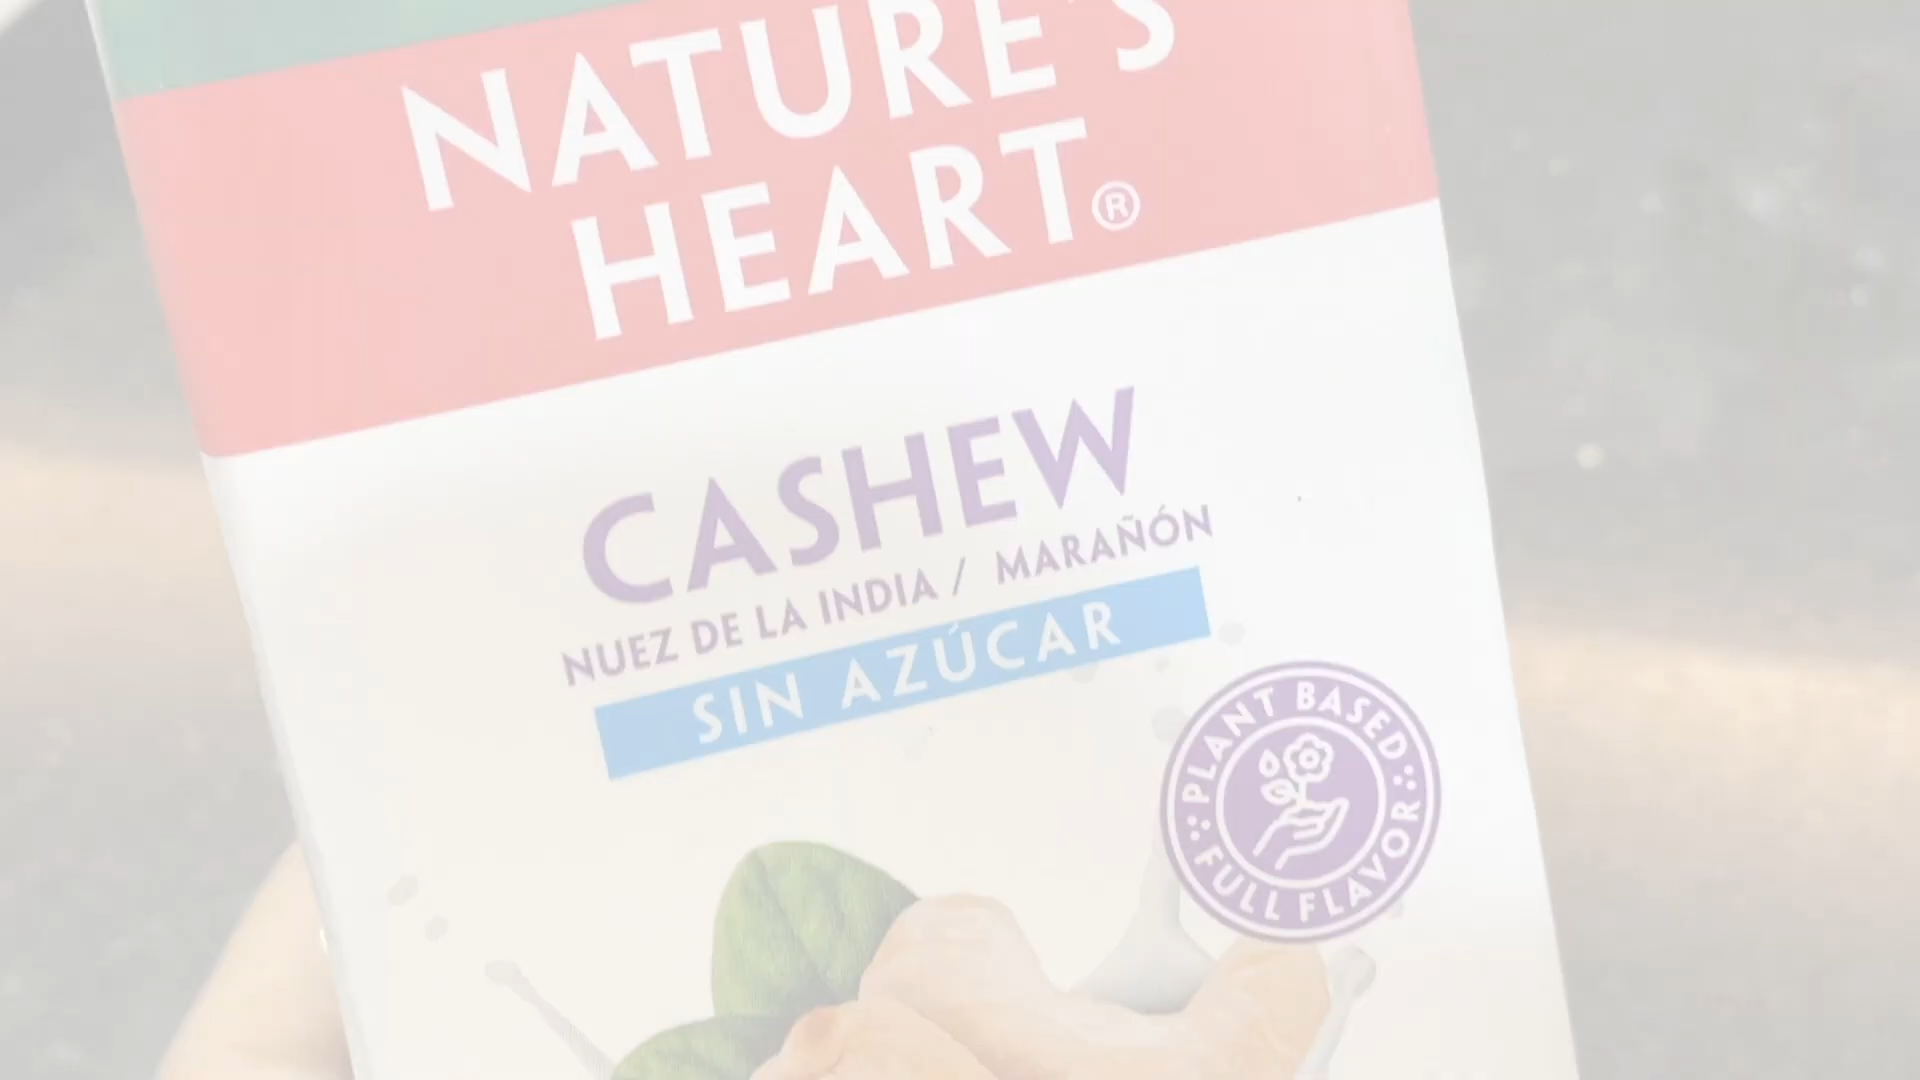 NATURE'S
HEART®
CASHEW
NUEZ DE LA INDIA / MARAÑÓN
SIN AZÚCAR
PLANT BASED
FULL FLAVOR